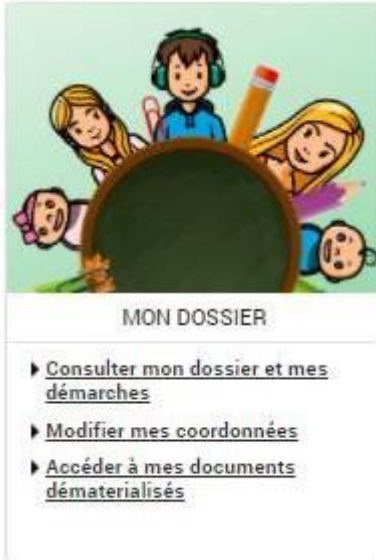 MON DOSSIER
Consulter mon dossier et mes
démarches
Modifier mes coordonnées
Accéder à mes documents
dématerialisés